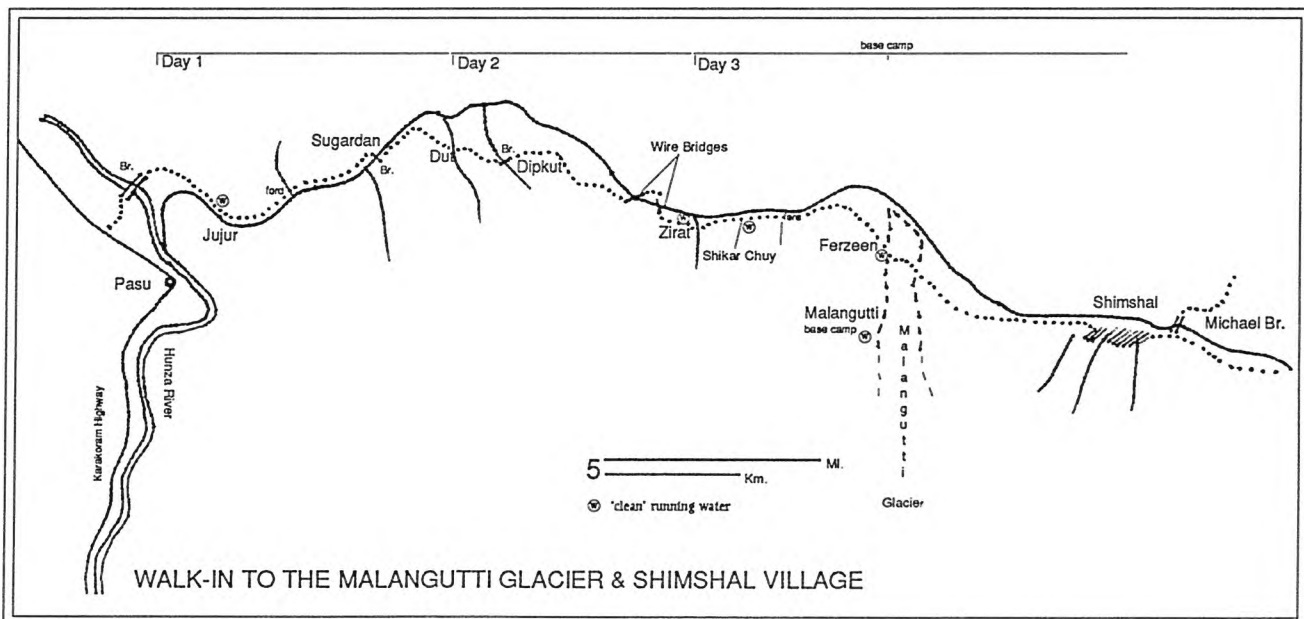 base camp
Day 1
Day 2
Day 3
Sugardan
Br.
Wire Bridges
Br.
Dut
Br.
Dipkut
ford
Jujur
Zirat
ford
Shikar Chuy
Ferzeen
Pasu
Shimshal
Malangutti
base camp
Michael Br.
Malangutti
Hunza River
Karakoram Highway
5
Mi.
Km.
Glacier
'clean' running water
WALK-IN TO THE MALANGUTTI GLACIER & SHIMSHAL VILLAGE